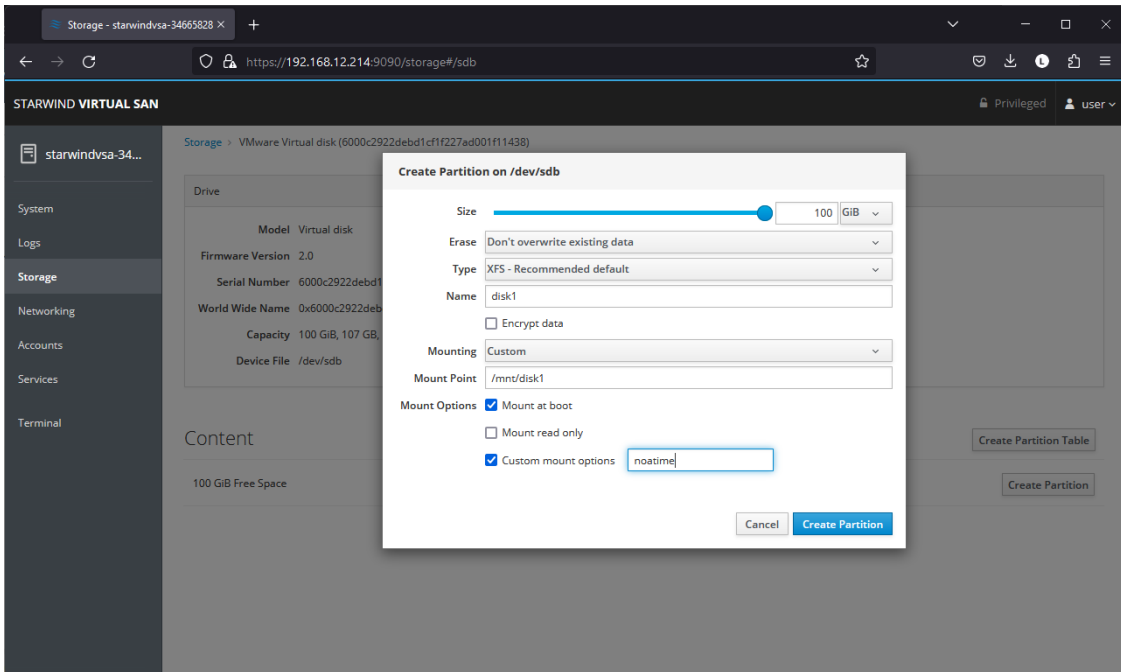 Storage - starwindvsa-34665828
https://192.168.12.214:9090/storage#/sdb
STARWIND VIRTUAL SAN
Privileged
user
starwindvsa-34...
System
Logs
Storage
Networking
Accounts
Services
Terminal
Storage > VMware Virtual disk (6000c2922debd1cf1f227ad001f11438)
Drive
Model Virtual disk
Firmware Version 2.0
Serial Number 6000c2922debd1
World Wide Name 0x6000c2922deb
Capacity 100 GiB, 107 GB,
Device File /dev/sdb
Content
Create Partition Table
100 GiB Free Space
Create Partition
Create Partition on /dev/sdb
Size 100 GiB
Erase Don't overwrite existing data
Type XFS - Recommended default
Name disk1
Encrypt data
Mounting Custom
Mount Point /mnt/disk1
Mount Options Mount at boot
Mount read only
Custom mount options noatime
Cancel Create Partition